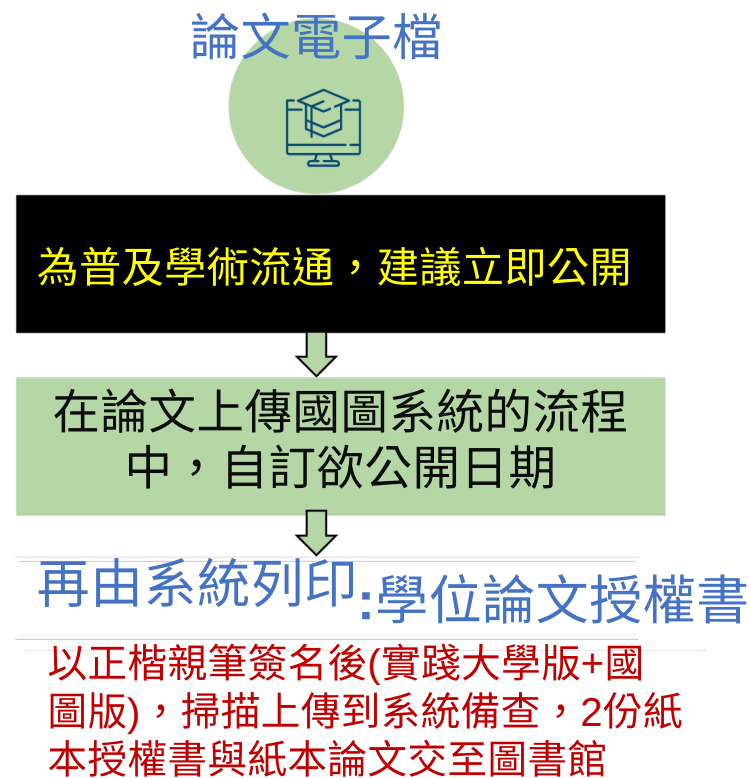 論文電子檔
為普及學術流通，建議立即公開
在論文上傳國圖系統的流程
中，自訂欲公開日期
再由系統列印:學位論文授權書
以正楷親筆簽名後(實踐大學版+國
圖版)，掃描上傳到系統備查，2份紙
本授權書與紙本論文交至圖書館